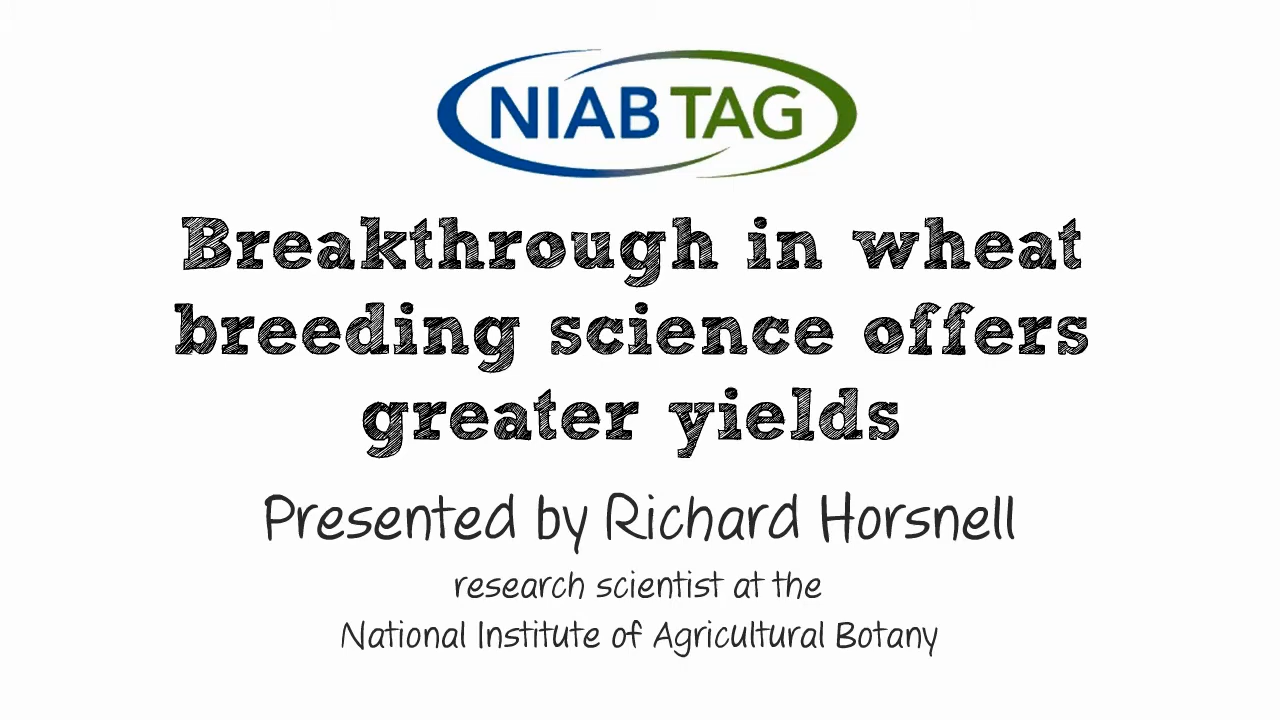 NIAB TAG
Breakthrough in wheat
breeding science offers
greater yields
Presented by Richard Horsnell
research scientist at the
National Institute of Agricultural Botany